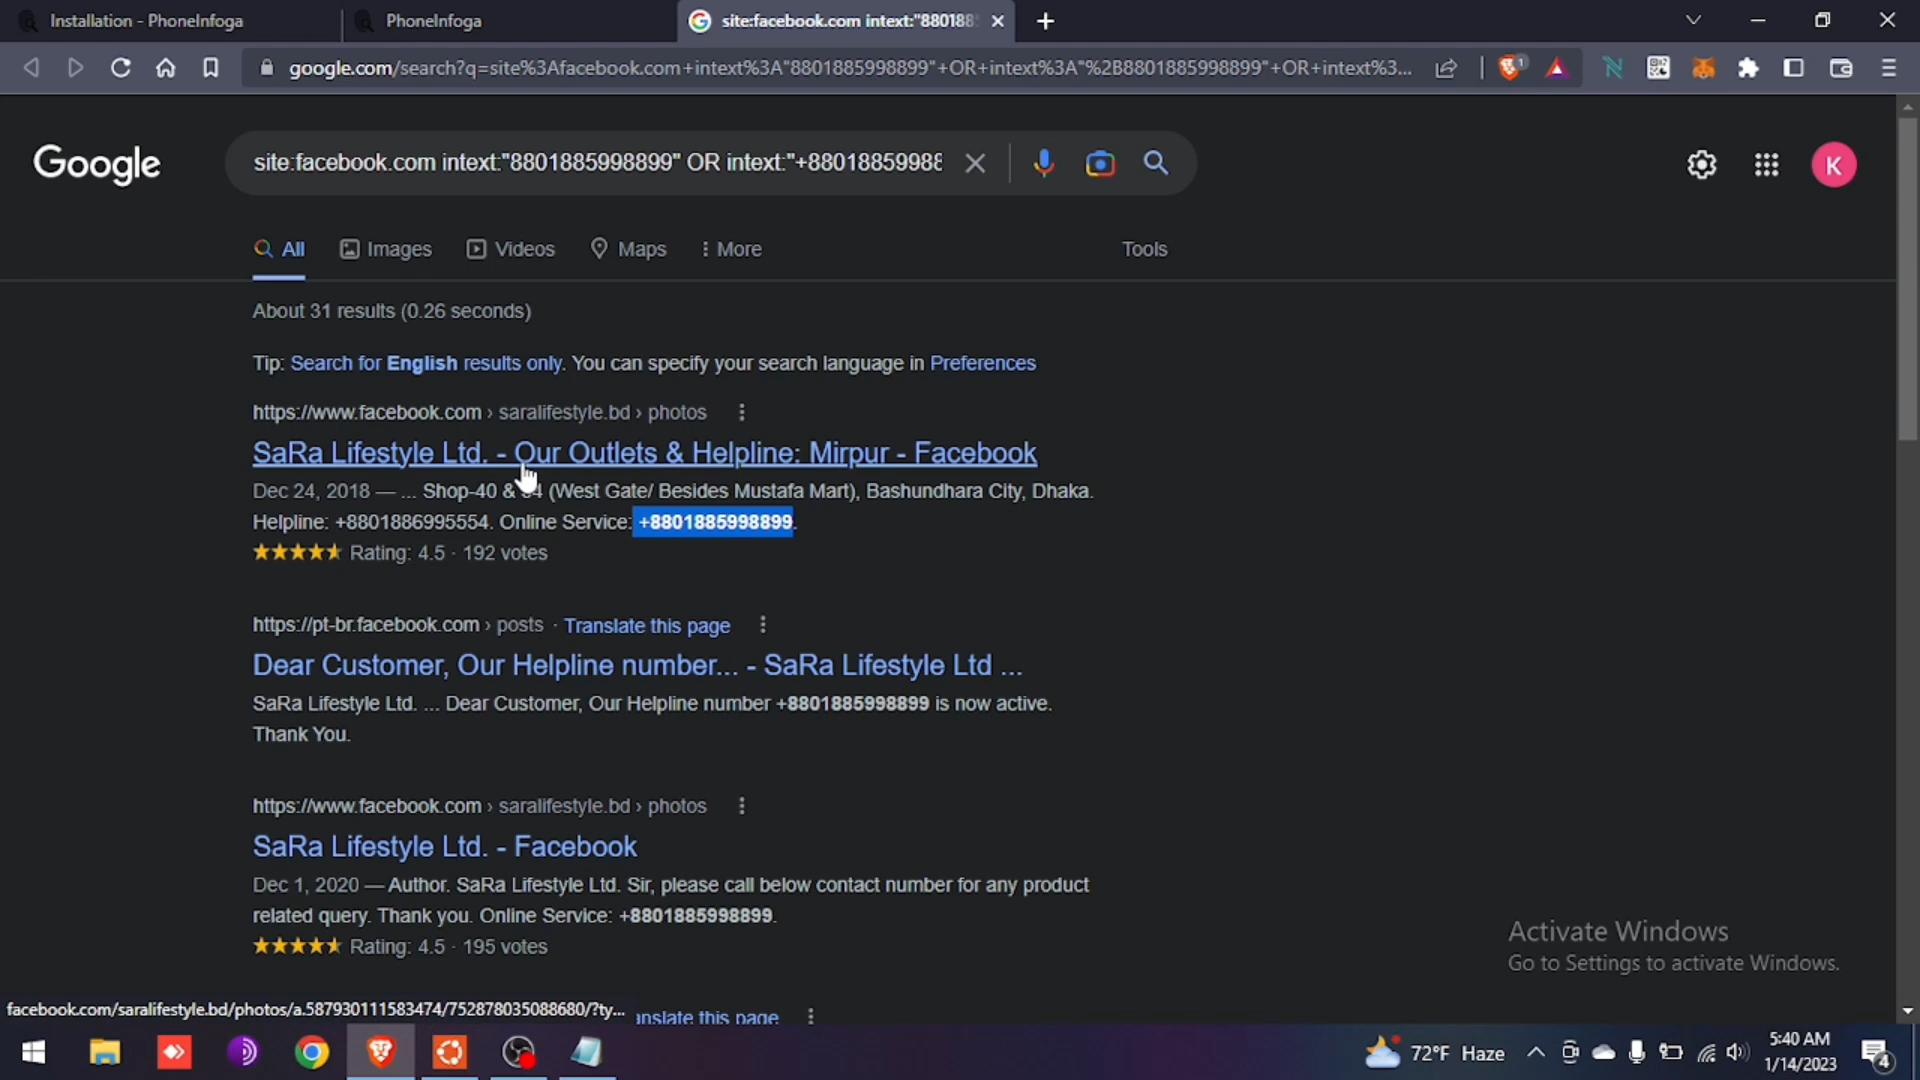 Installation - PhoneInfoga
PhoneInfoga
site:facebook.com intext:"880188
google.com/search?q=site%3Afacebook.com+intext%3A"8801885998899"+OR+intext%3A"%2B8801885998899"+OR+intext%3...
1
Google
site:facebook.com intext:"8801885998899" OR intext:"+88018859988
K
All
Images
Videos
Maps
More
Tools
About 31 results (0.26 seconds)
Tip: Search for English results only. You can specify your search language in Preferences
https://www.facebook.com › saralifestyle.bd › photos
SaRa Lifestyle Ltd. - Our Outlets & Helpline: Mirpur - Facebook
Dec 24, 2018 — ... Shop-40 & 54 (West Gate/ Besides Mustafa Mart), Bashundhara City, Dhaka.
Helpline: +8801886995554. Online Service: +8801885998899.
Rating: 4.5 · 192 votes
https://pt-br.facebook.com › posts · Translate this page
Dear Customer, Our Helpline number... - SaRa Lifestyle Ltd ...
SaRa Lifestyle Ltd. ... Dear Customer, Our Helpline number +8801885998899 is now active.
Thank You.
https://www.facebook.com › saralifestyle.bd › photos
SaRa Lifestyle Ltd. - Facebook
Dec 1, 2020 — Author. SaRa Lifestyle Ltd. Sir, please call below contact number for any product
related query. Thank you. Online Service: +8801885998899.
Rating: 4.5 · 195 votes
Activate Windows
Go to Settings to activate Windows.
facebook.com/saralifestyle.bd/photos/a.587930111583474/752878035088680/?ty...
anslate this page
72°F Haze
5:40 AM
1/14/2023
4